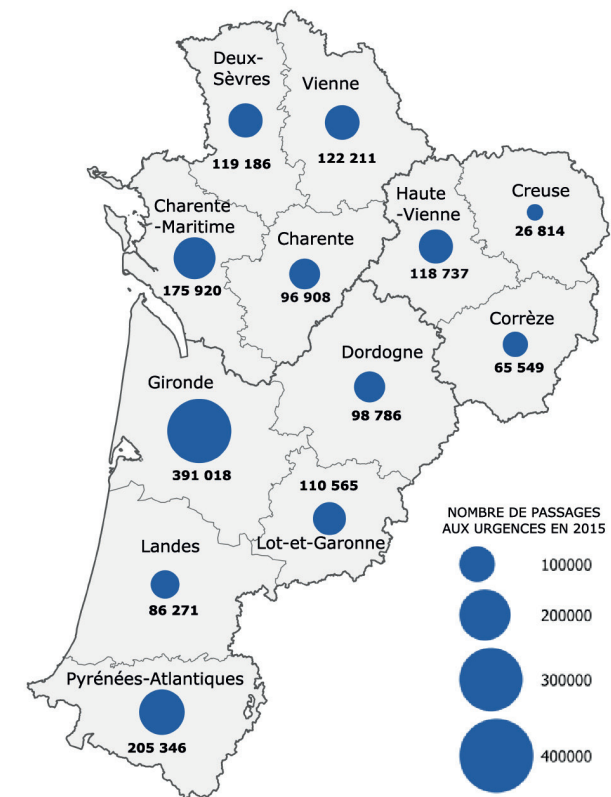 Deux-
Sèvres
119 186
Vienne
122 211
Charente
-Maritime
175 920
Charente
96 908
Haute
-Vienne
118 737
Creuse
26 814
Corrèze
65 549
Dordogne
98 786
Gironde
391 018
110 565
Lot-et-Garonne
Landes
86 271
Pyrénées-Atlantiques
205 346
NOMBRE DE PASSAGES
AUX URGENCES EN 2015
100000
200000
300000
400000